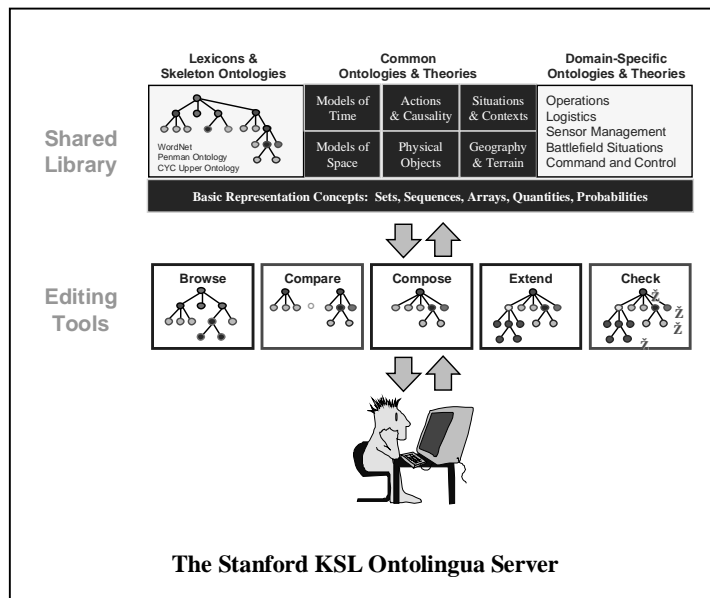 Lexicons &
Skeleton Ontologies
Common
Ontologies & Theories
Domain-Specific
Ontologies & Theories
Shared
Library
WordNet
Penman Ontology
CYC Upper Ontology
Models of
Time
Actions
& Causality
Situations
& Contexts
Models of
Space
Physical
Objects
Geography
& Terrain
Operations
Logistics
Sensor Management
Battlefield Situations
Command and Control
Basic Representation Concepts: Sets, Sequences, Arrays, Quantities, Probabilities
Editing
Tools
Browse
Compare
Compose
Extend
Check
Ž
Ž
Ž
Ž
The Stanford KSL Ontolingua Server